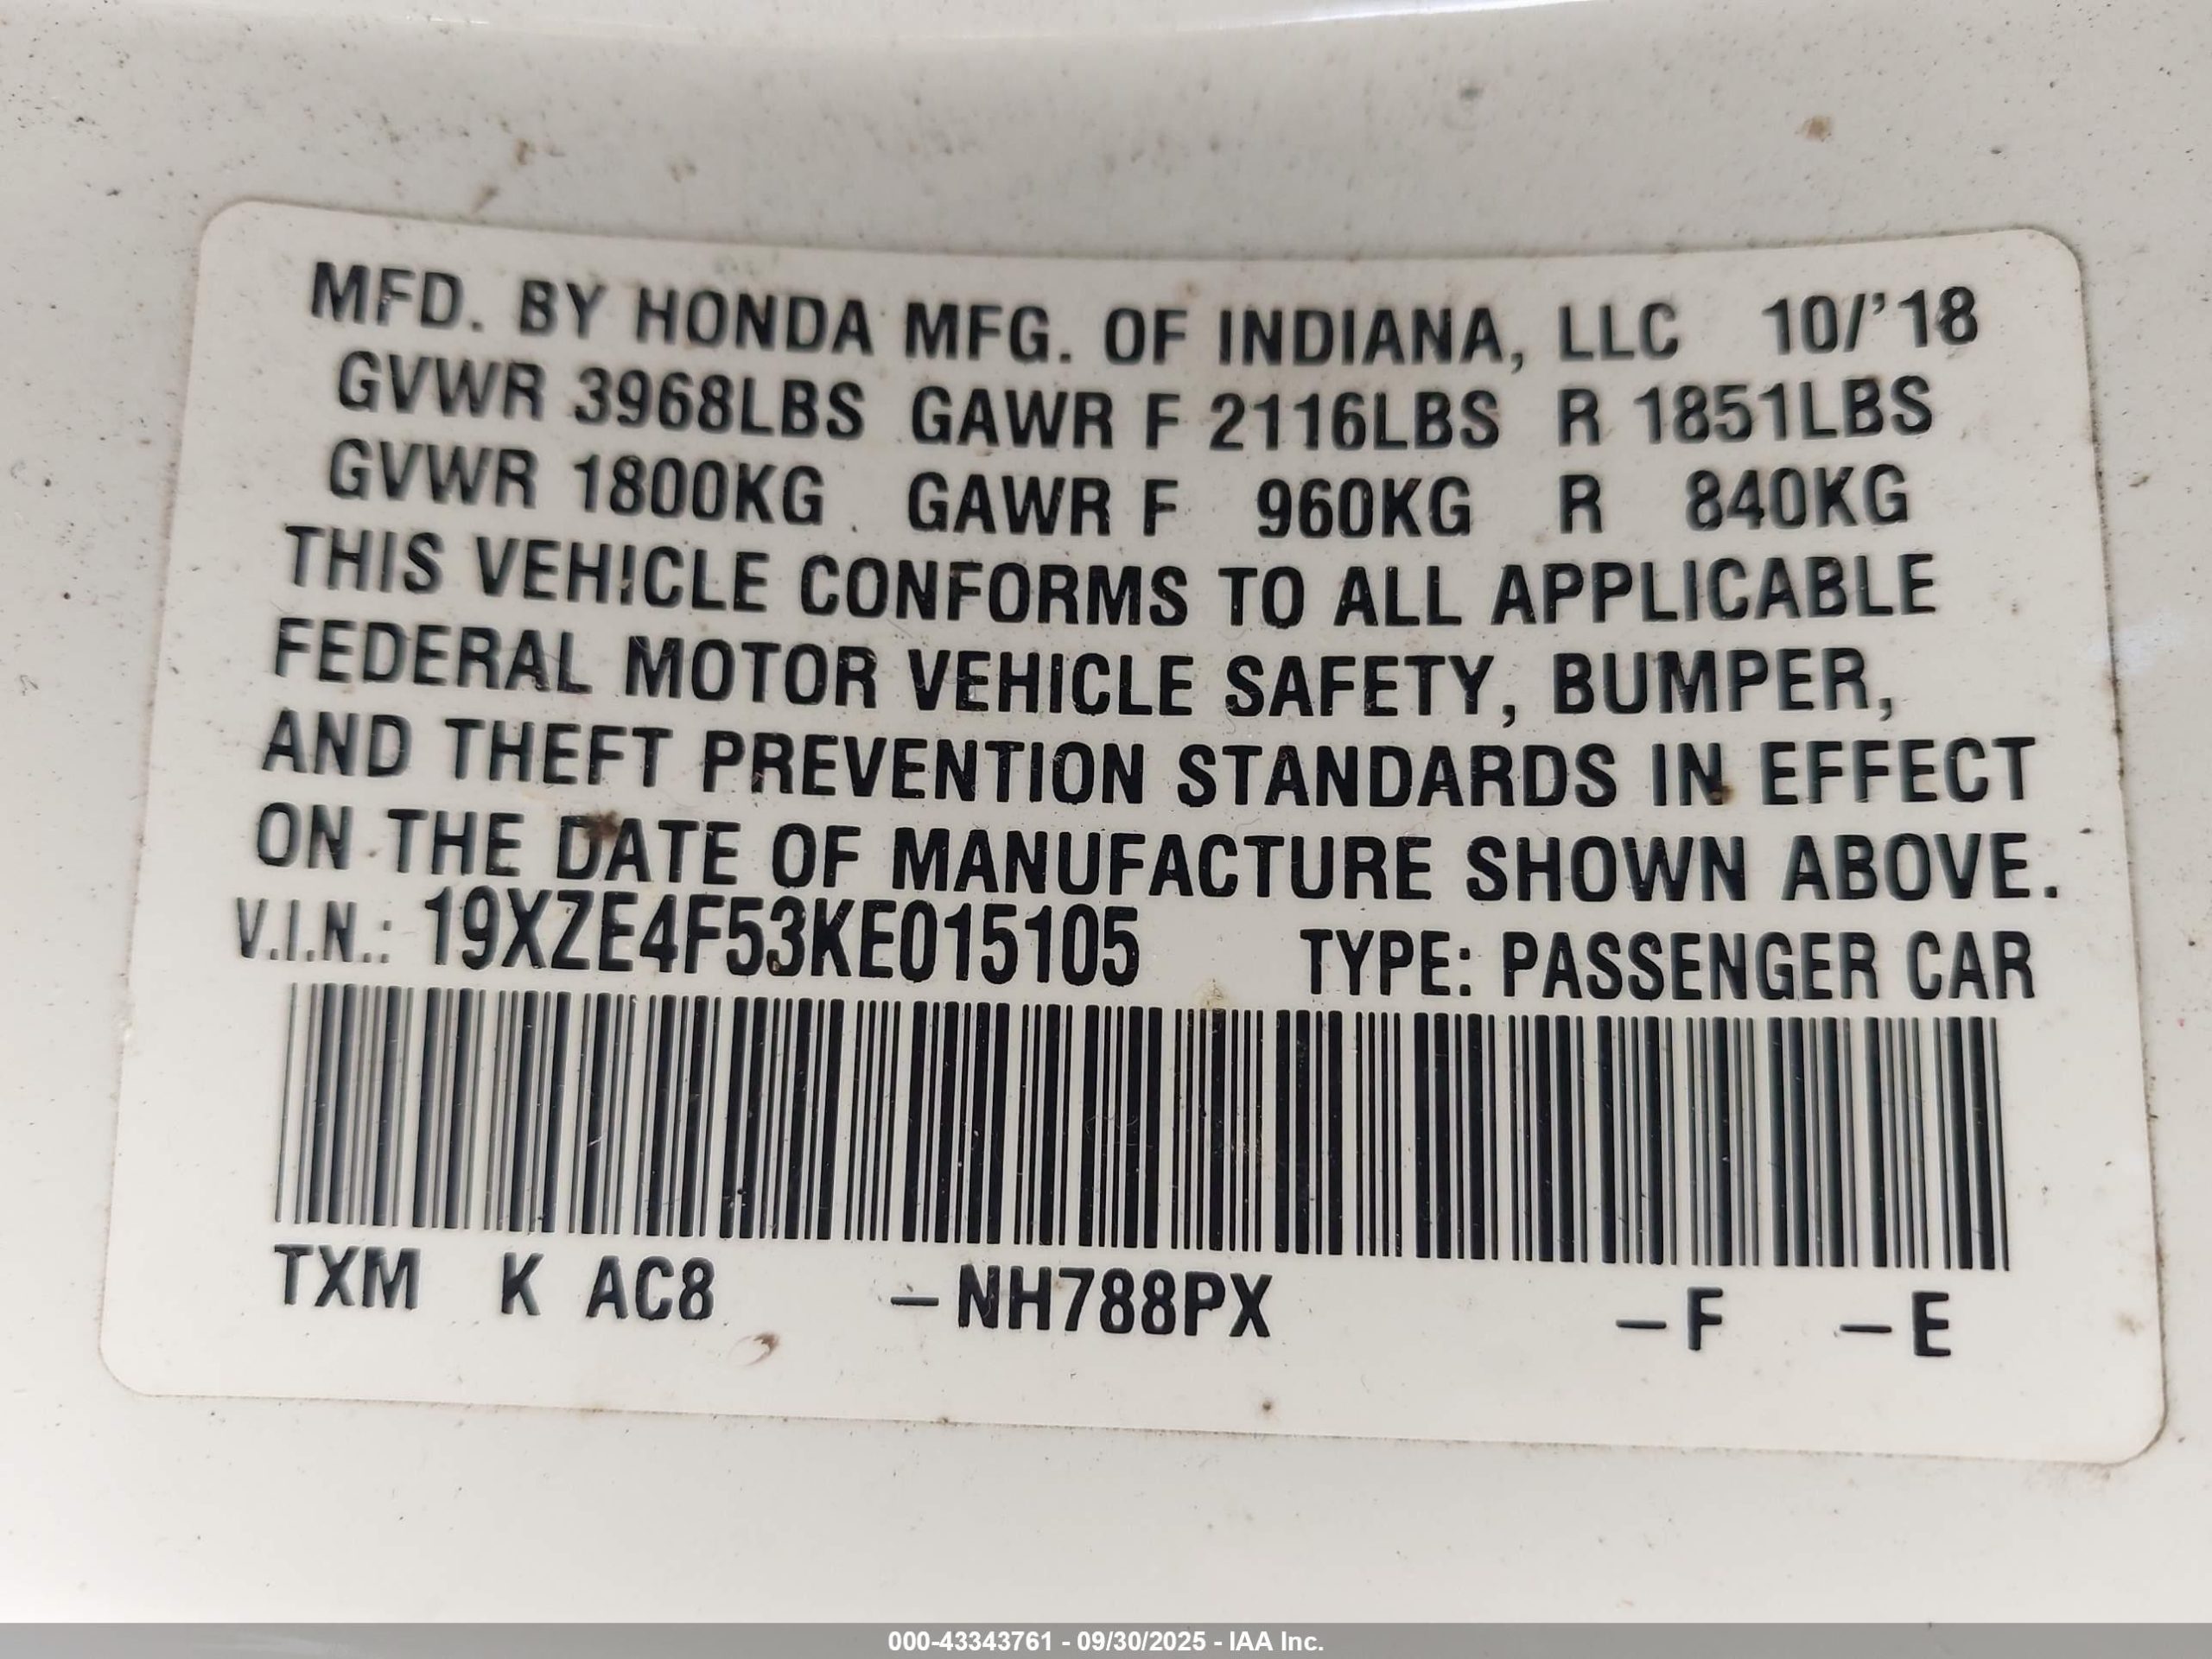 MFD. BY HONDA MFG. OF INDIANA, LLC 10/'18
GVWR 3968LBS GAWR F 2116LBS R 1851LBS
GVWR 1800KG GAWR F 960KG R 840KG
THIS VEHICLE CONFORMS TO ALL APPLICABLE
FEDERAL MOTOR VEHICLE SAFETY, BUMPER,
AND THEFT PREVENTION STANDARDS IN EFFECT
ON THE DATE OF MANUFACTURE SHOWN ABOVE.
V.I.N.: 19XZE4F53KE015105 TYPE: PASSENGER CAR
TXM K AC8 –NH788PX –F –E
000-43343761 - 09/30/2025 - IAA Inc.